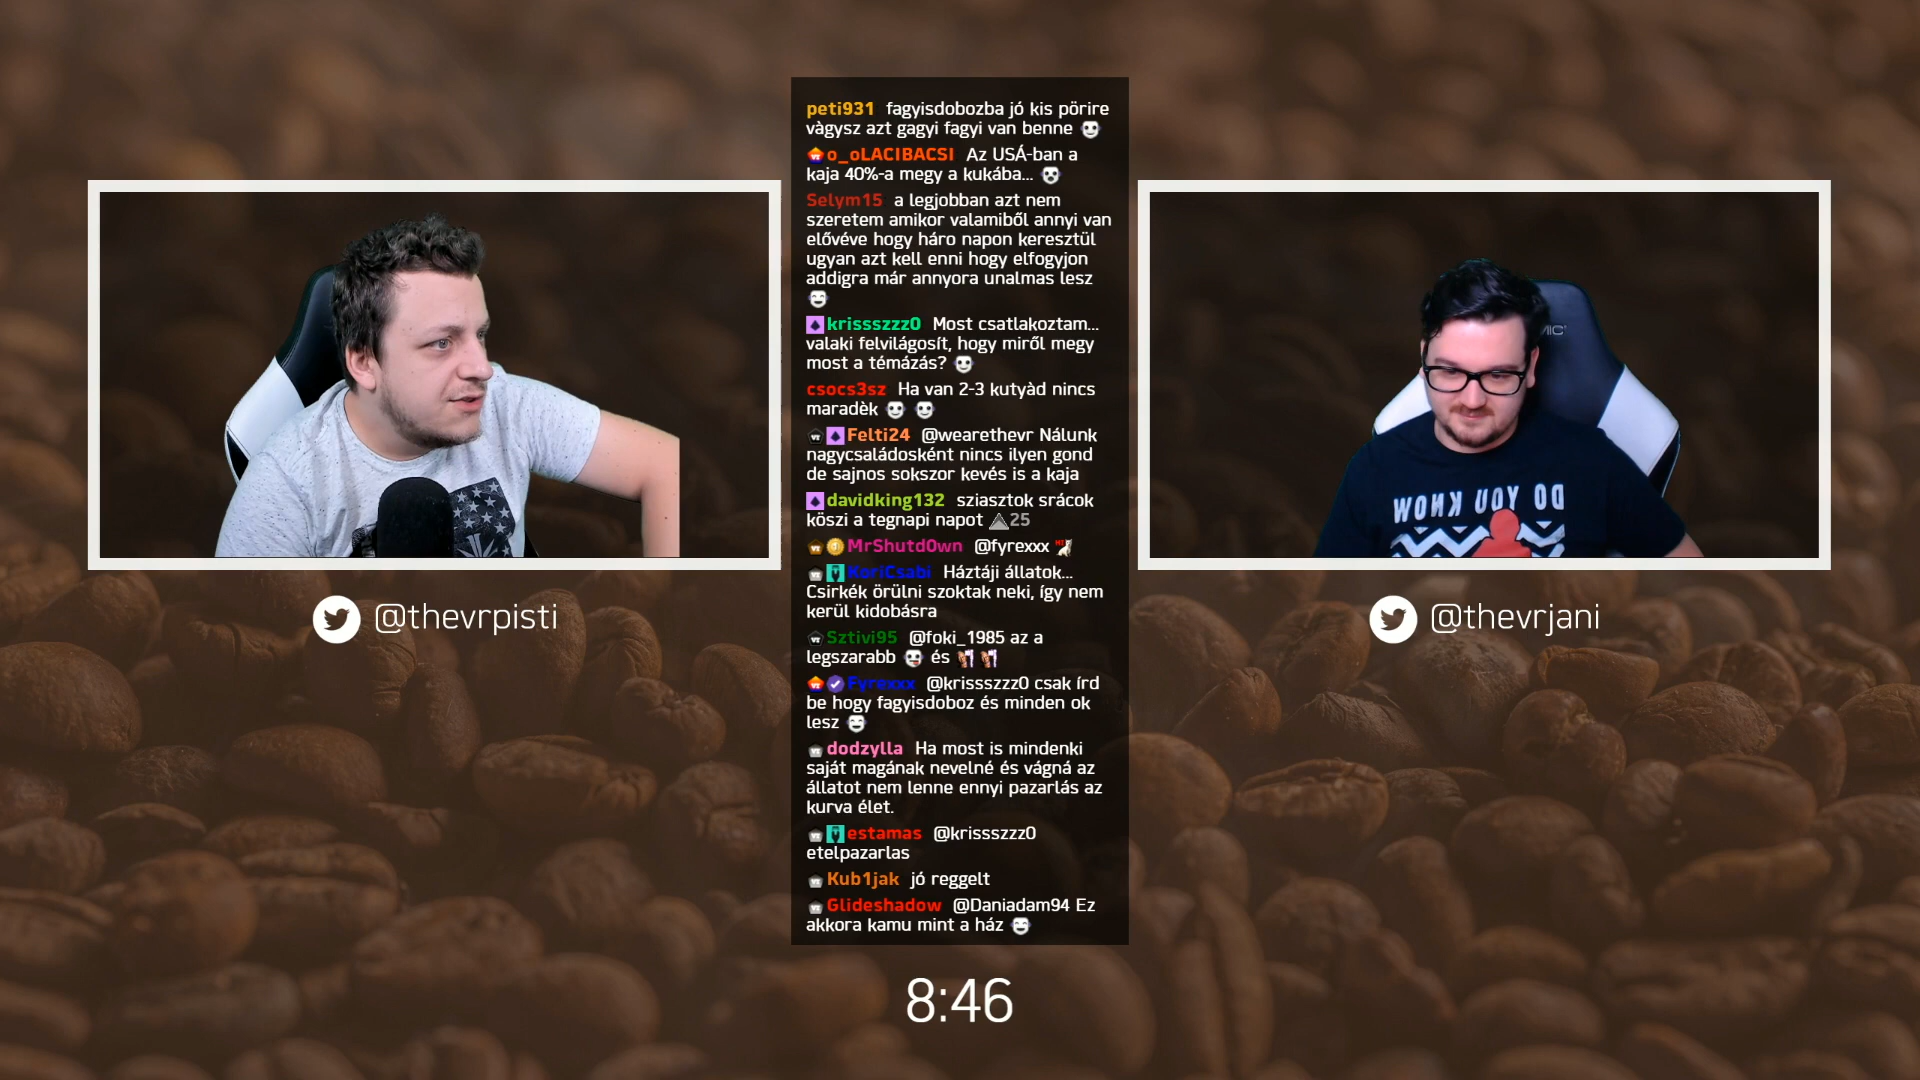 peti931 fagyisdobozba jó kis pörire
vàgysz azt gagyi fagyi van benne
o_oLACIBACSI Az USÁ-ban a
kaja 40%-a megy a kukába...
Selym15 a legjobban azt nem
szeretem amikor valamiből annyi van
elővéve hogy háro napon keresztül
ugyan azt kell enni hogy elfogyjon
addigra már annyora unalmas lesz
krissszzz0 Most csatlakoztam...
valaki felvilágosít, hogy miről megy
most a témázás?
csocs3sz Ha van 2-3 kutyàd nincs
maradèk
Felti24 @wearethevr Nálunk
nagycsaládosként nincs ilyen gond
de sajnos sokszor kevés is a kaja
davidking132 sziasztok srácok
köszi a tegnapi napot 25
MrShutd0wn @fyrexxx
KoriCsabi Háztáji állatok...
Csirkék örülni szoktak neki, így nem
kerül kidobásra
Sztivi95 @foki_1985 az a
legszarabb és
Fyrexxx @krissszzz0 csak írd
be hogy fagyisdoboz és minden ok
lesz
dodzylla Ha most is mindenki
saját magának nevelné és vágná az
állatot nem lenne ennyi pazarlás az
kurva élet.
estamas @krissszzz0
etelpazarlas
Kub1jak jó reggelt
Glideshadow @Daniadam94 Ez
akkora kamu mint a ház
DO YOU KNOW
@thevrpisti
@thevrjani
8:46